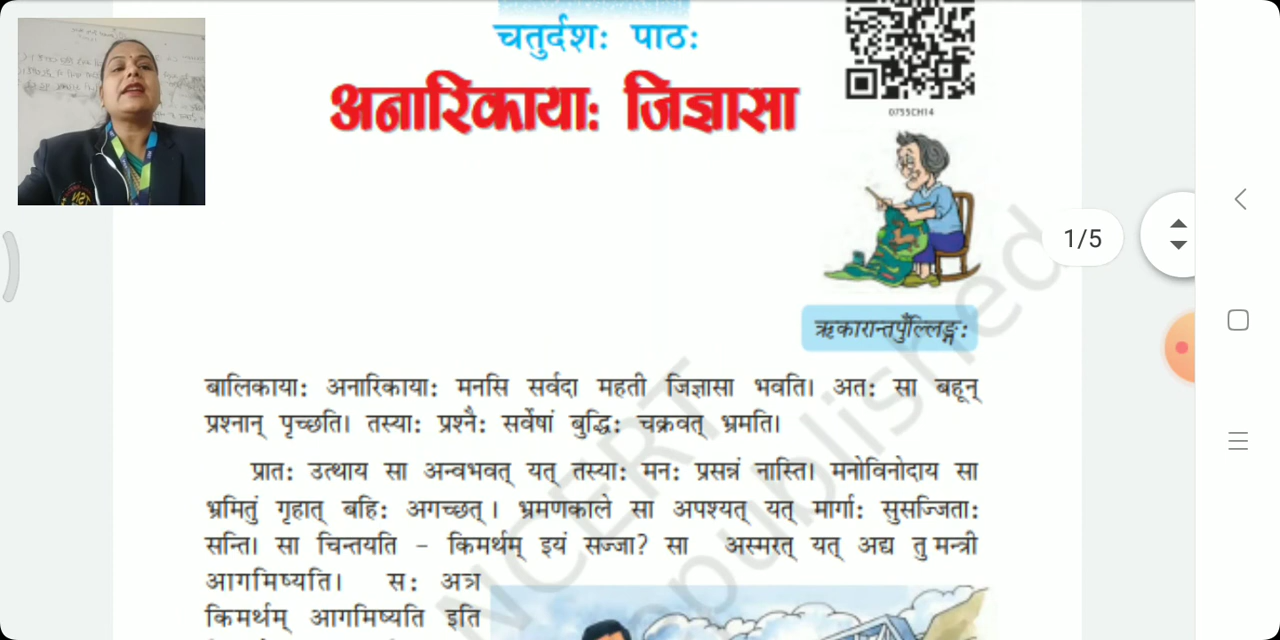 चतुर्दशः पाठः
अनारिकायाः जिज्ञासा
0755CH14
1/5
ऋकारान्तपुँल्लिङ्गः
बालिकायाः अनारिकायाः मनसि सर्वदा महती जिज्ञासा भवति। अतः सा बहून्
प्रश्नान् पृच्छति। तस्याः प्रश्नैः सर्वेषां बुद्धिः चक्रवत् भ्रमति।
प्रातः उत्थाय सा अन्वभवत् यत् तस्याः मनः प्रसन्नं नास्ति। मनोविनोदाय सा
भ्रमितुं गृहात् बहिः अगच्छत्। भ्रमणकाले सा अपश्यत् यत् मार्गाः सुसज्जिताः
सन्ति। सा चिन्तयति – किमर्थम् इयं सज्जा? सा अस्मरत् यत् अद्य तु मन्त्री
आगमिष्यति। सः अत्र
किमर्थम् आगमिष्यति इति
NCERT
published